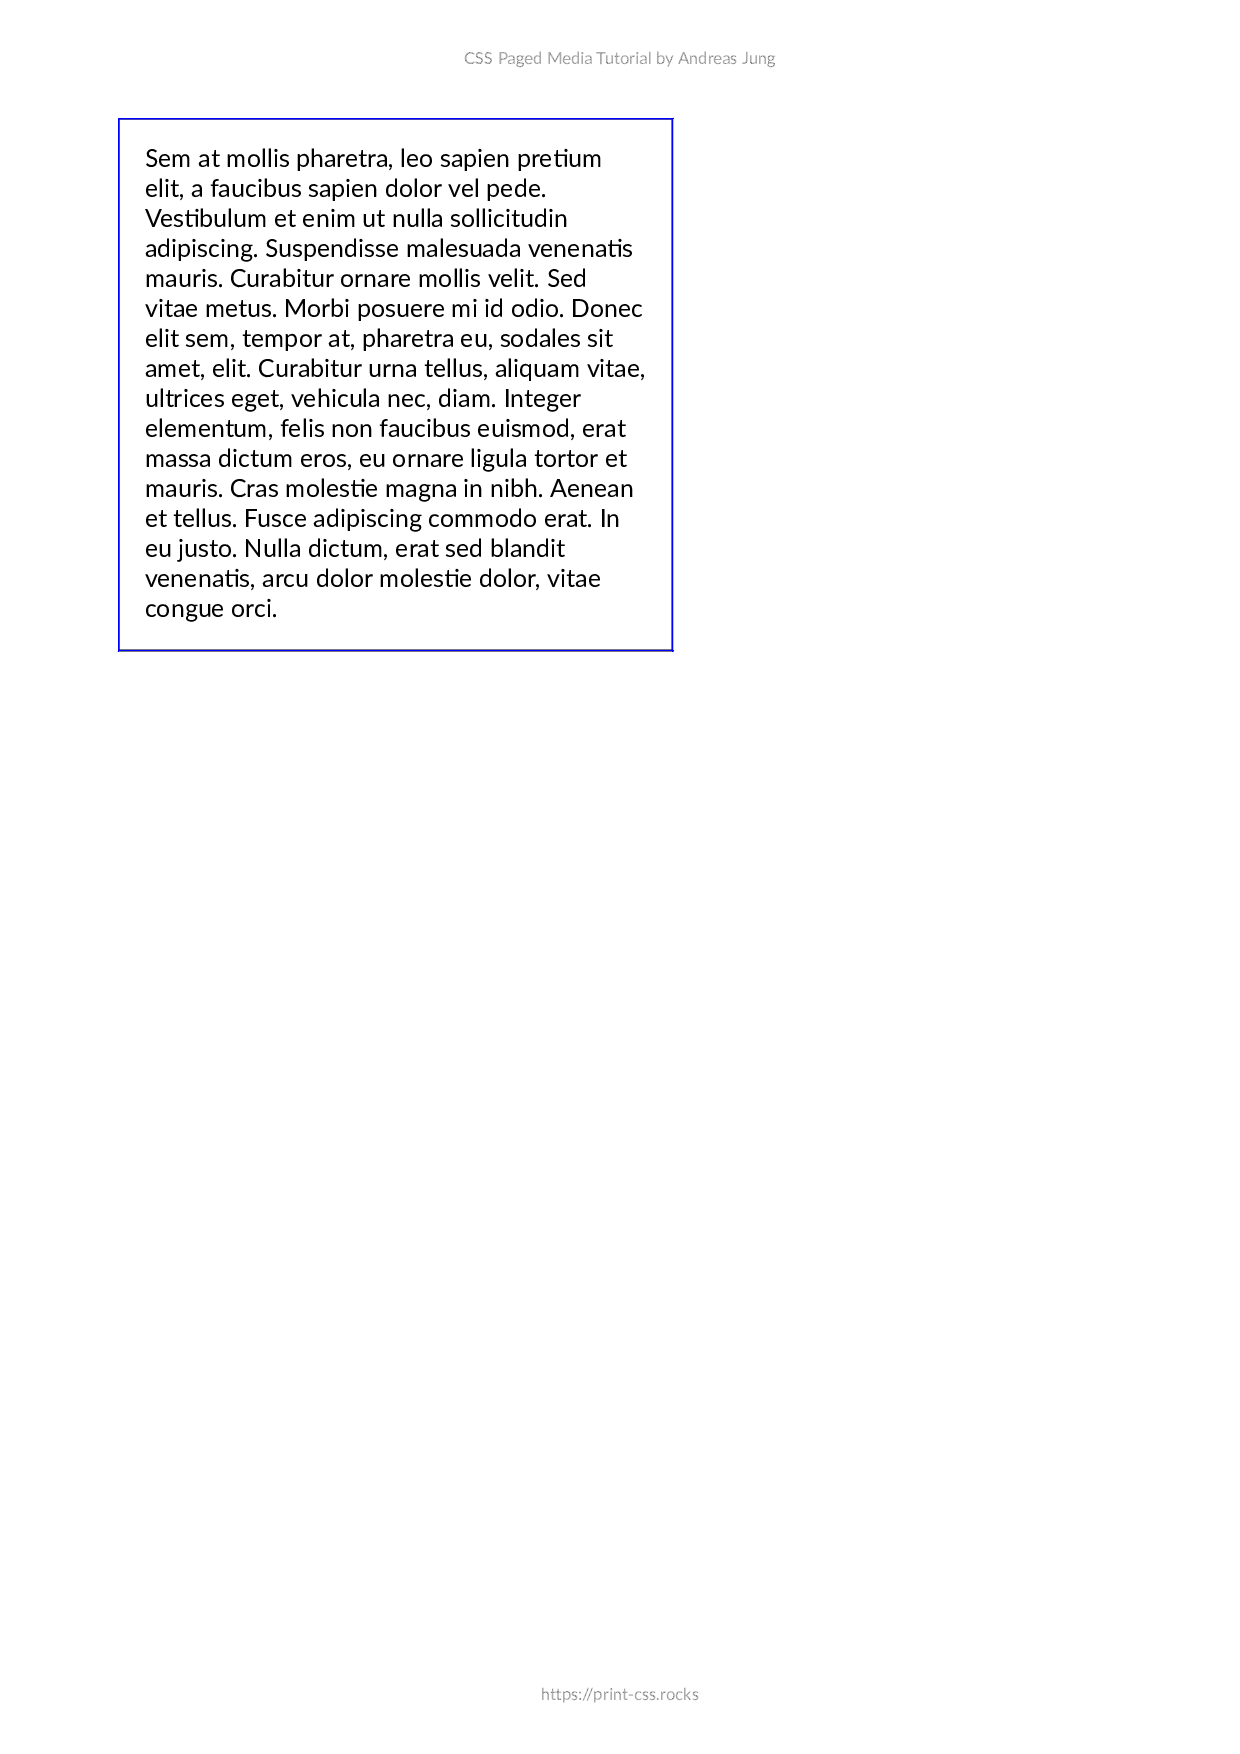 CSS Paged Media Tutorial by Andreas Jung
Sem at mollis pharetra, leo sapien pretium
elit, a faucibus sapien dolor vel pede.
Vestibulum et enim ut nulla sollicitudin
adipiscing. Suspendisse malesuada venenatis
mauris. Curabitur ornare mollis velit. Sed
vitae metus. Morbi posuere mi id odio. Donec
elit sem, tempor at, pharetra eu, sodales sit
amet, elit. Curabitur urna tellus, aliquam vitae,
ultrices eget, vehicula nec, diam. Integer
elementum, felis non faucibus euismod, erat
massa dictum eros, eu ornare ligula tortor et
mauris. Cras molestie magna in nibh. Aenean
et tellus. Fusce adipiscing commodo erat. In
eu justo. Nulla dictum, erat sed blandit
venenatis, arcu dolor molestie dolor, vitae
congue orci.
https://print-css.rocks